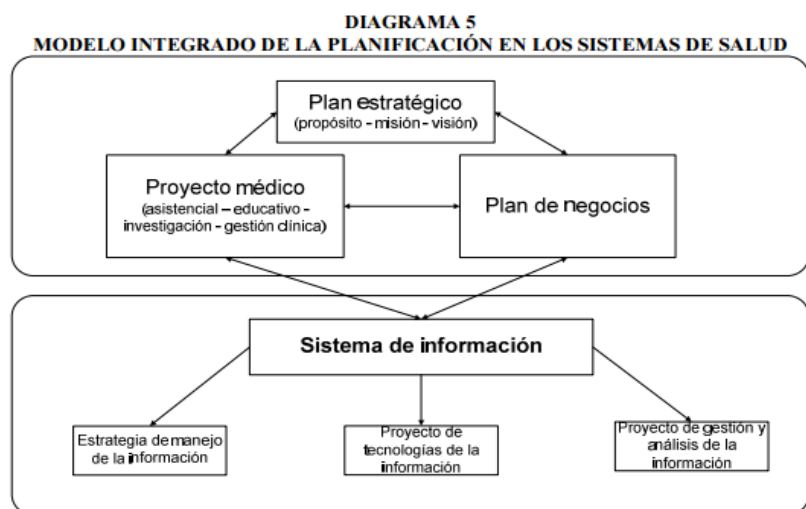 DIAGRAMA 5
MODELO INTEGRADO DE LA PLANIFICACIÓN EN LOS SISTEMAS DE SALUD
Plan estratégico
(propósito - misión - visión)
Proyecto médico
(asistencial – educativo -
investigación - gestión clínica)
Plan de negocios
Sistema de información
Estrategia de manejo
de la información
Proyecto de
tecnologías de la
información
Proyecto de gestión y
análisis de la
información